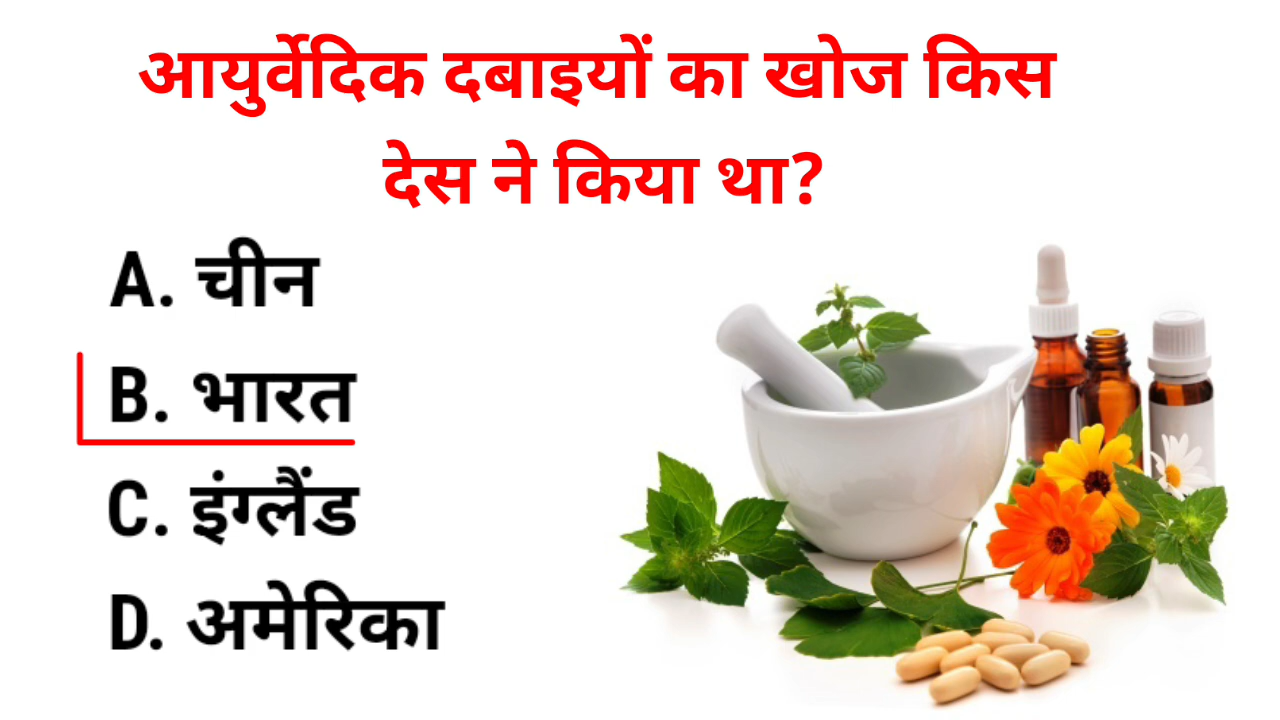 आयुर्वेदिक दबाइयों का खोज किस
देस ने किया था?
A. चीन
B. भारत
C. इंग्लैंड
D. अमेरिका